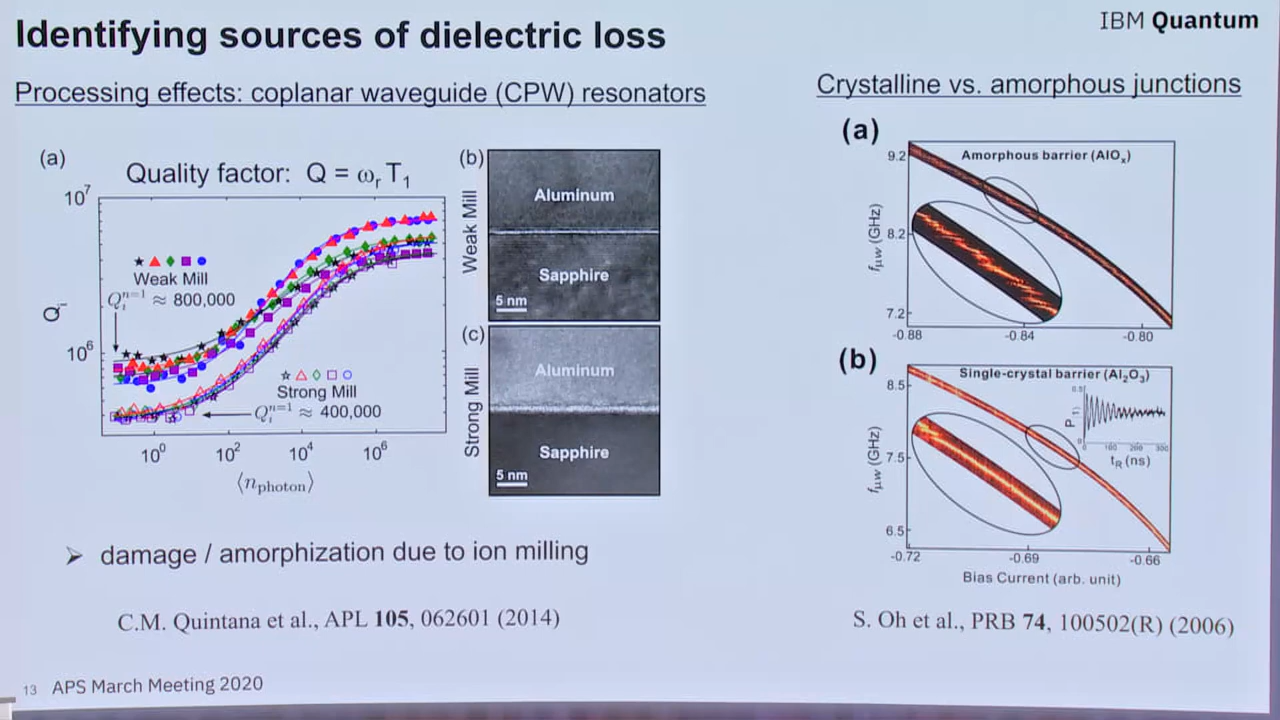 Identifying sources of dielectric loss
IBM Quantum
Processing effects: coplanar waveguide (CPW) resonators
(a)
Quality factor: Q = ωrT1
10^7
10^6
Qi
Weak Mill
Qi^n=1 ≈ 800,000
Strong Mill
Qi^n=1 ≈ 400,000
10^0 10^2 10^4 10^6
⟨nphoton⟩
(b)
Weak Mill
Aluminum
Sapphire
5 nm
(c)
Strong Mill
Aluminum
Sapphire
5 nm
➢ damage / amorphization due to ion milling
C.M. Quintana et al., APL 105, 062601 (2014)
Crystalline vs. amorphous junctions
(a)
Amorphous barrier (AlOx)
9.2
8.2
7.2
fμw (GHz)
-0.88 -0.84 -0.80
(b)
Single-crystal barrier (Al2O3)
8.5
7.5
6.5
fμw (GHz)
0 100 200 300
tR (ns)
-0.72 -0.69 -0.66
Bias Current (arb. unit)
S. Oh et al., PRB 74, 100502(R) (2006)
13 APS March Meeting 2020